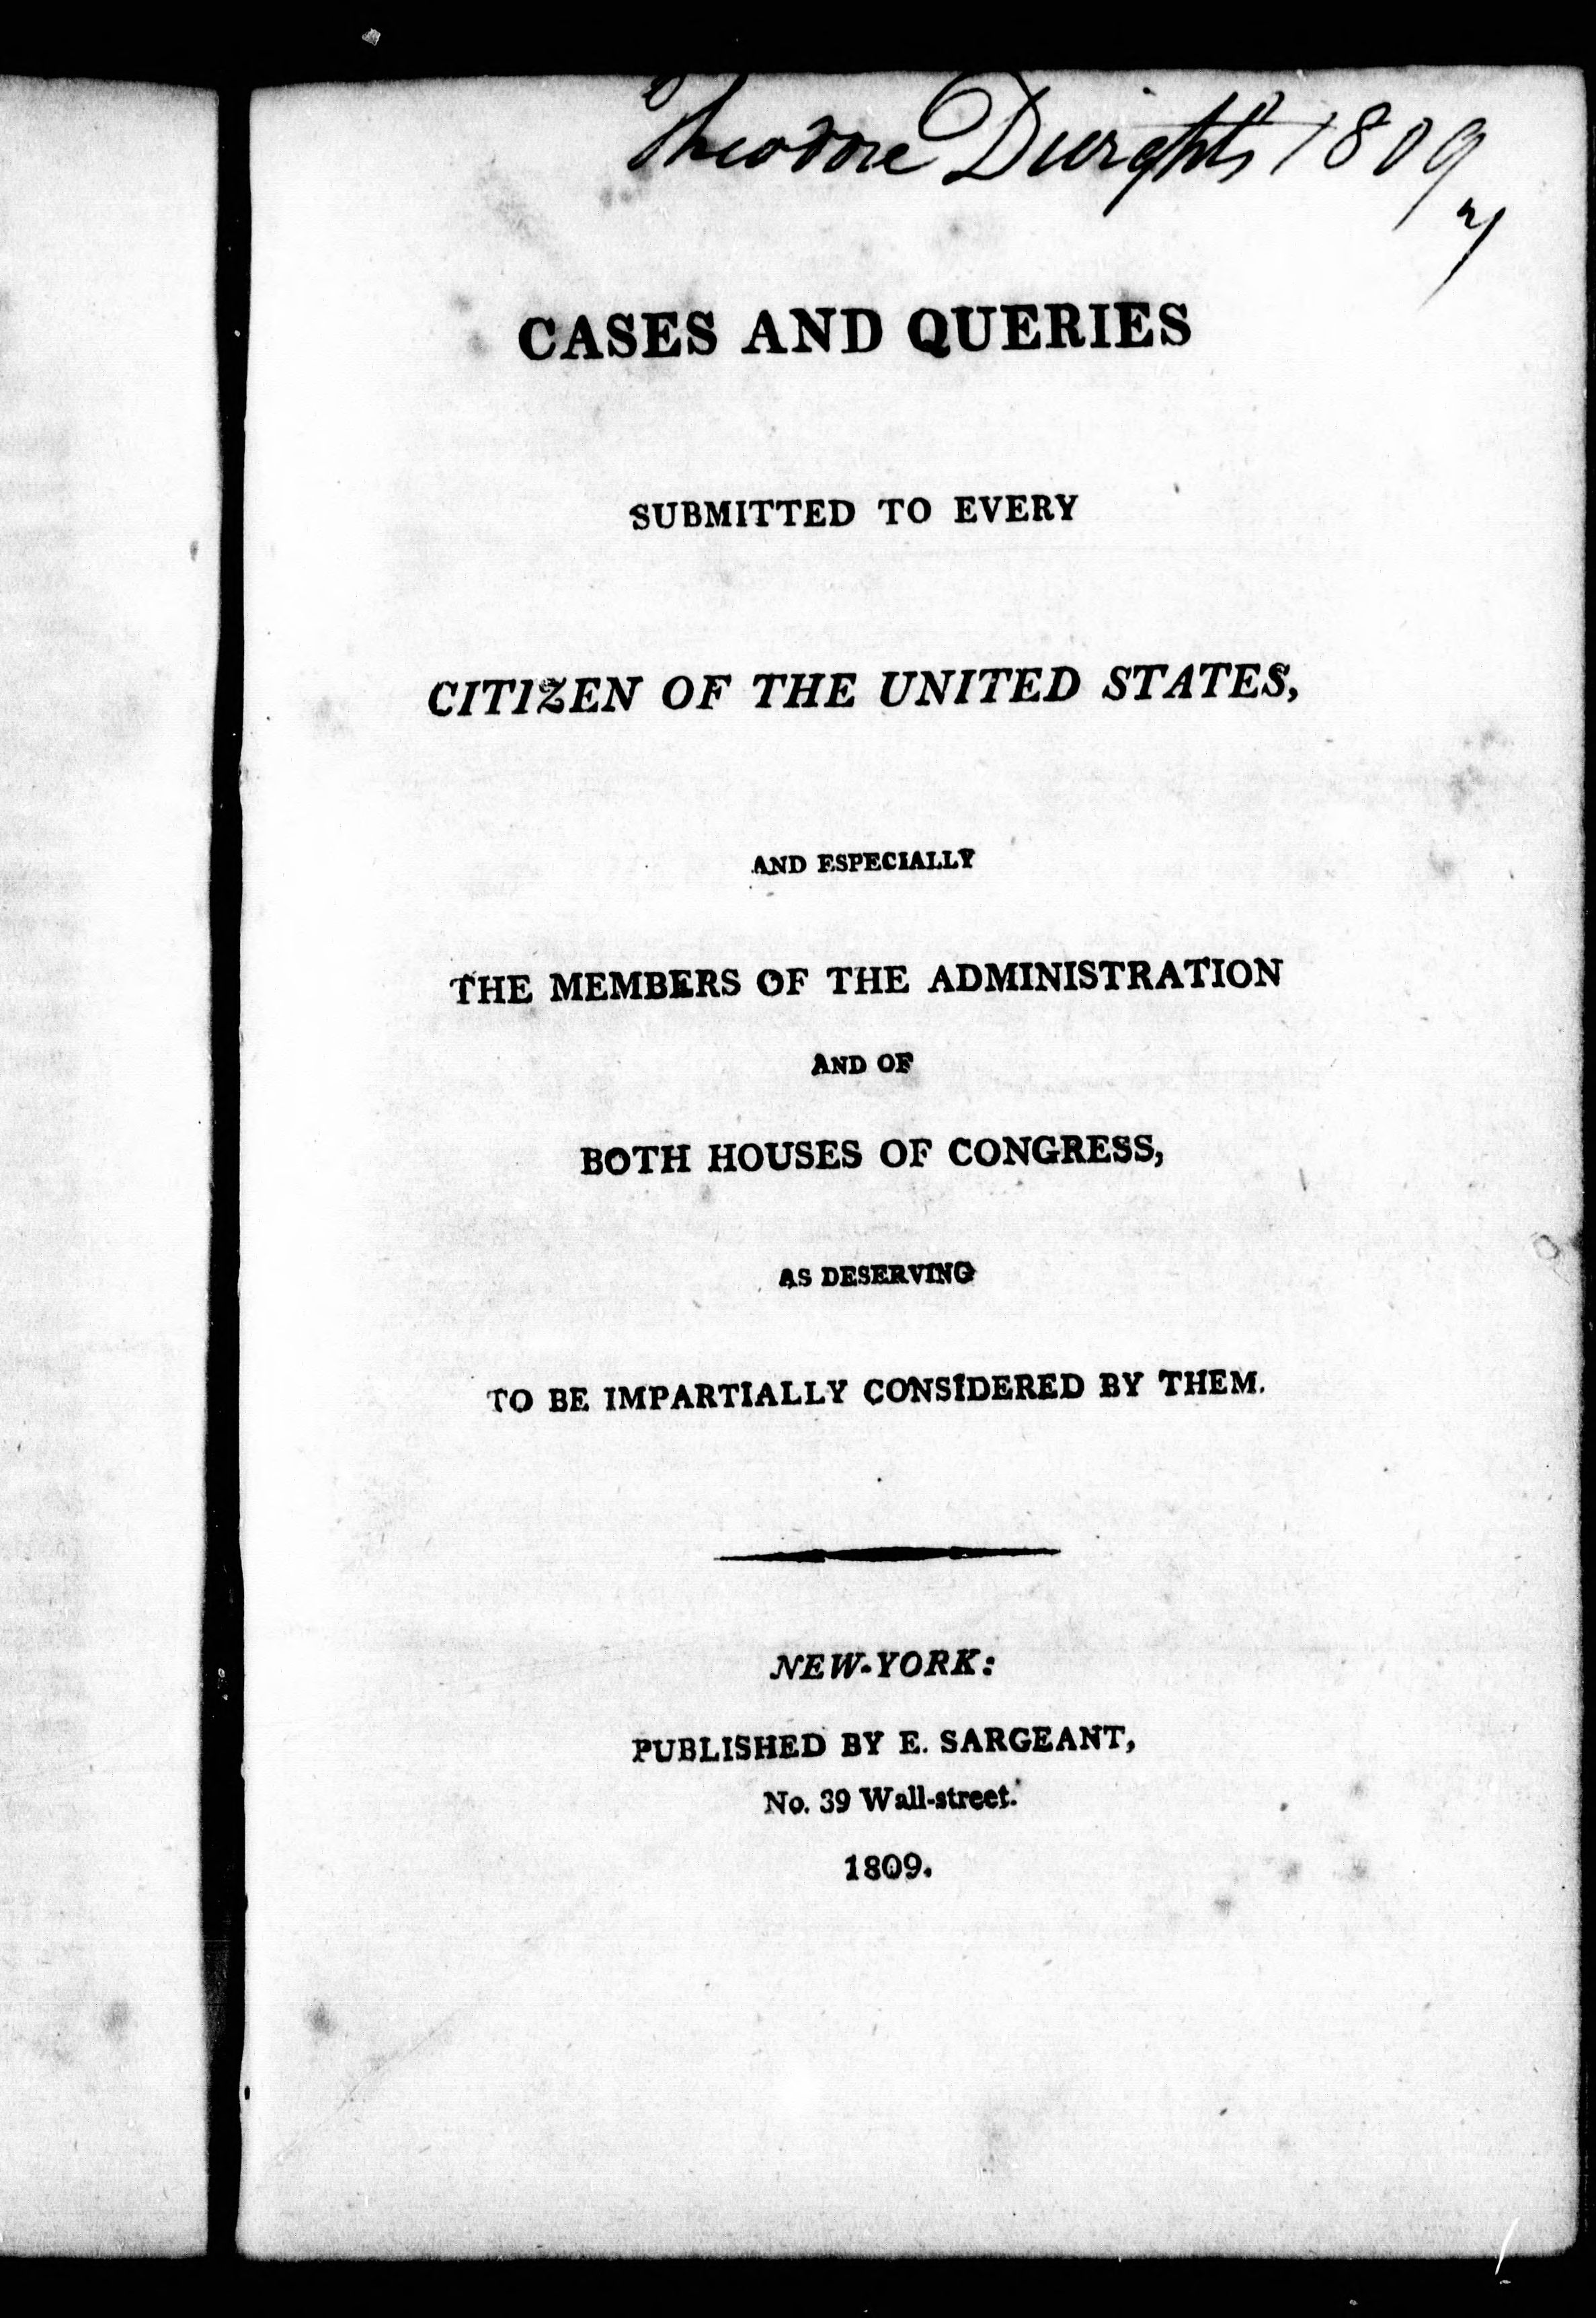 Theodore Dwight's 1809
7
CASES AND QUERIES
SUBMITTED TO EVERY
CITIZEN OF THE UNITED STATES,
AND ESPECIALLY
THE MEMBERS OF THE ADMINISTRATION
AND OF
BOTH HOUSES OF CONGRESS,
AS DESERVING
TO BE IMPARTIALLY CONSIDERED BY THEM.
NEW-YORK:
PUBLISHED BY E. SARGEANT,
No. 39 Wall-street.
1809.